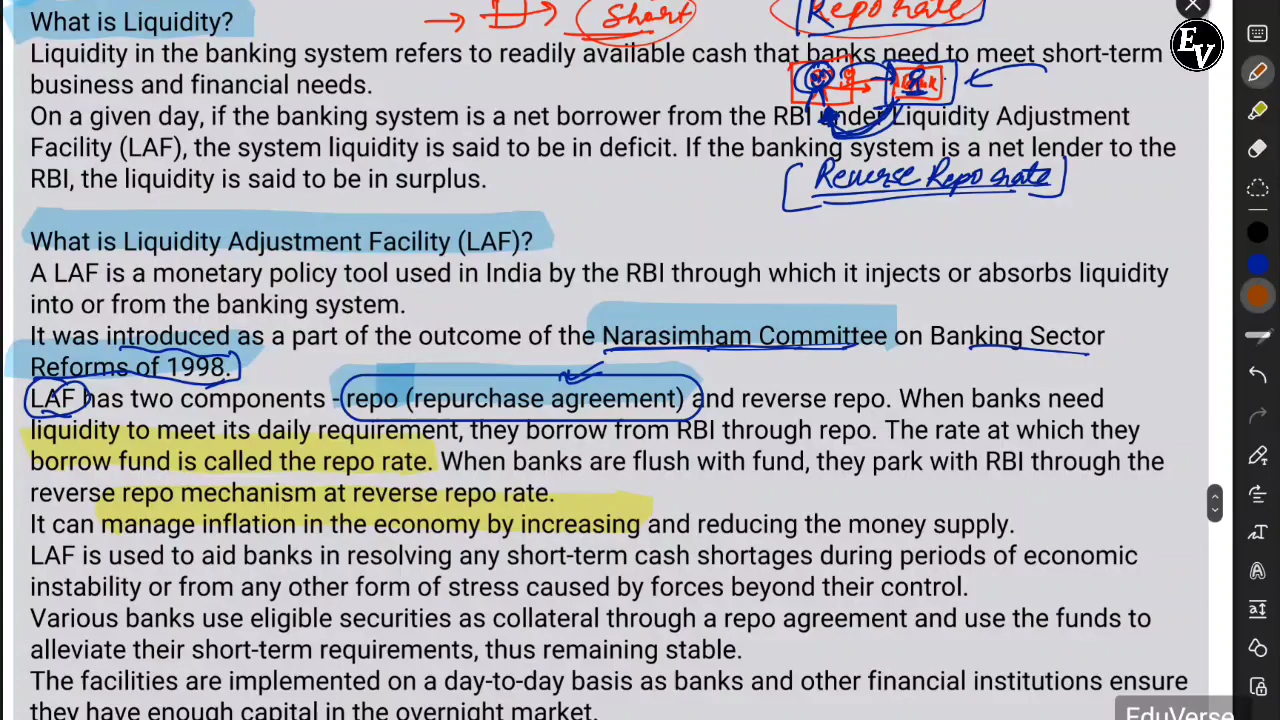 Short
Repo rate
What is Liquidity?
EV
Liquidity in the banking system refers to readily available cash that banks need to meet short-term
business and financial needs.
On a given day, if the banking system is a net borrower from the RBI under Liquidity Adjustment
Facility (LAF), the system liquidity is said to be in deficit. If the banking system is a net lender to the
RBI, the liquidity is said to be in surplus.
Reverse Repo rate
What is Liquidity Adjustment Facility (LAF)?
A LAF is a monetary policy tool used in India by the RBI through which it injects or absorbs liquidity
into or from the banking system.
It was introduced as a part of the outcome of the Narasimham Committee on Banking Sector
Reforms of 1998.
LAF has two components - repo (repurchase agreement) and reverse repo. When banks need
liquidity to meet its daily requirement, they borrow from RBI through repo. The rate at which they
borrow fund is called the repo rate. When banks are flush with fund, they park with RBI through the
reverse repo mechanism at reverse repo rate.
It can manage inflation in the economy by increasing and reducing the money supply.
LAF is used to aid banks in resolving any short-term cash shortages during periods of economic
instability or from any other form of stress caused by forces beyond their control.
Various banks use eligible securities as collateral through a repo agreement and use the funds to
alleviate their short-term requirements, thus remaining stable.
The facilities are implemented on a day-to-day basis as banks and other financial institutions ensure
they have enough capital in the overnight market.
EduVerse